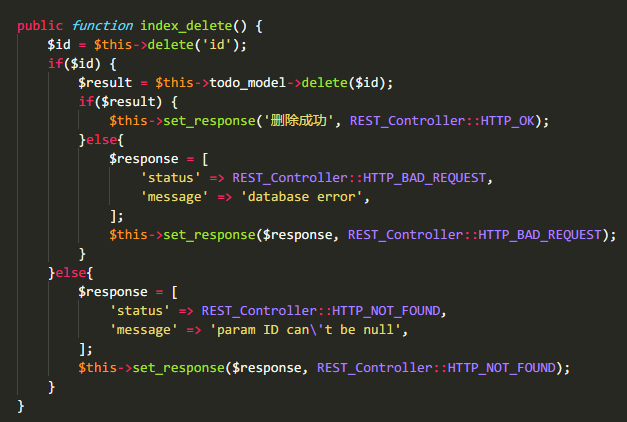 public function index_delete() {
$id = $this->delete('id');
if($id) {
$result = $this->todo_model->delete($id);
if($result) {
$this->set_response('删除成功', REST_Controller::HTTP_OK);
}else{
$response = [
'status' => REST_Controller::HTTP_BAD_REQUEST,
'message' => 'database error',
];
$this->set_response($response, REST_Controller::HTTP_BAD_REQUEST);
}
}else{
$response = [
'status' => REST_Controller::HTTP_NOT_FOUND,
'message' => 'param ID can\'t be null',
];
$this->set_response($response, REST_Controller::HTTP_NOT_FOUND);
}
}